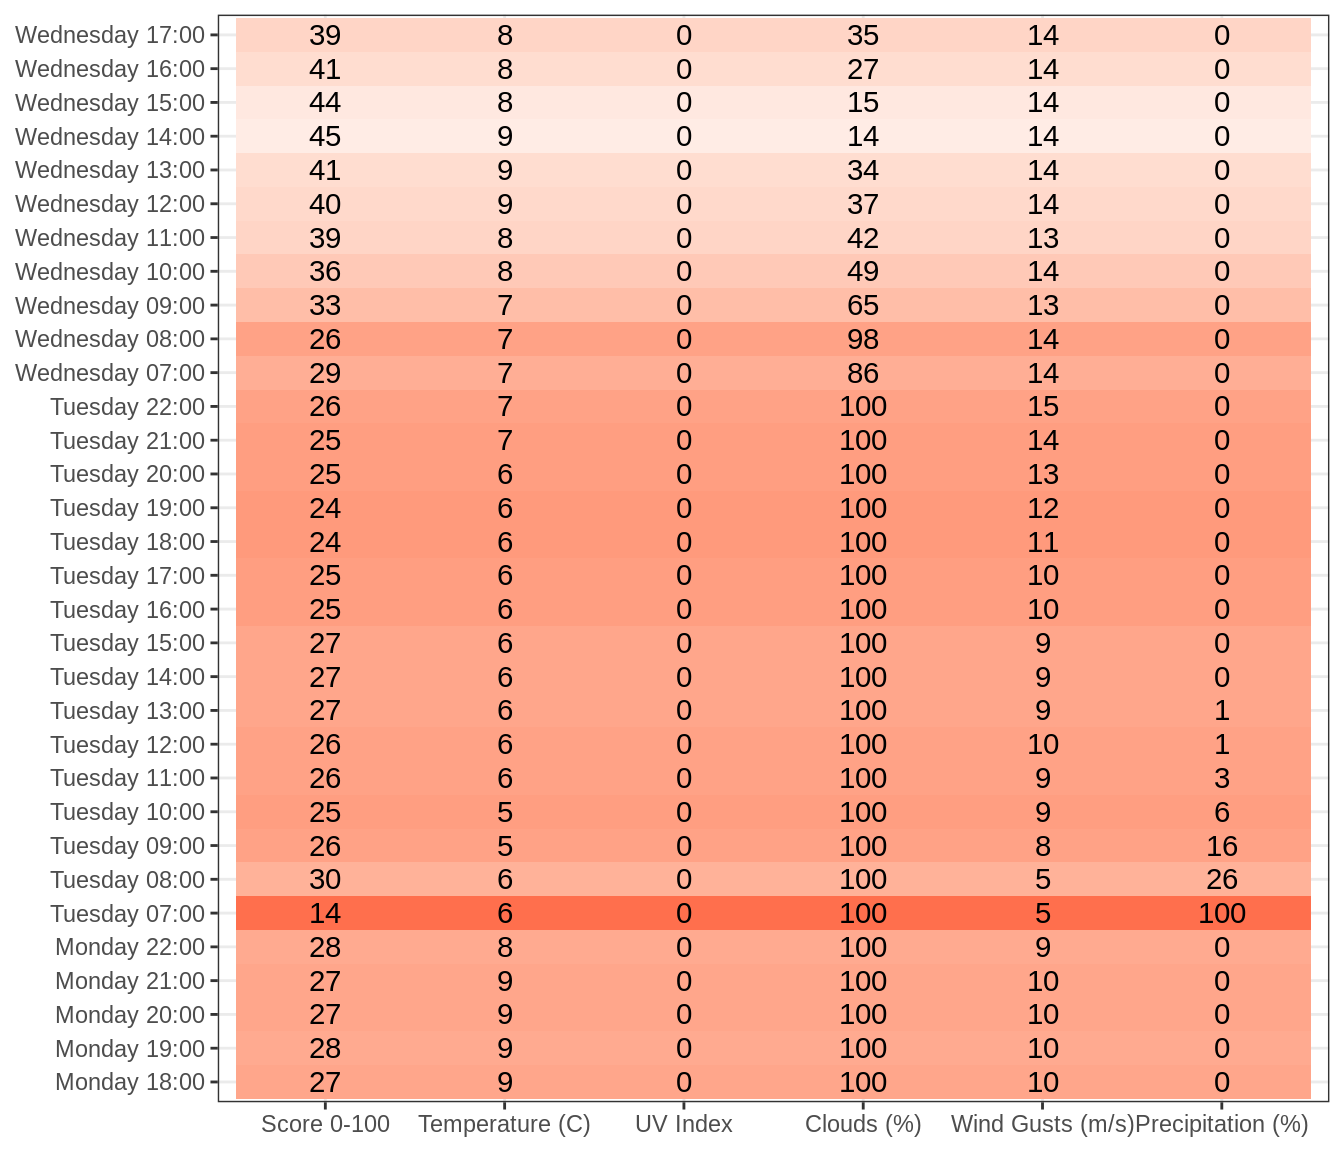 Wednesday 17:00 39 8 0 35 14 0
Wednesday 16:00 41 8 0 27 14 0
Wednesday 15:00 44 8 0 15 14 0
Wednesday 14:00 45 9 0 14 14 0
Wednesday 13:00 41 9 0 34 14 0
Wednesday 12:00 40 9 0 37 14 0
Wednesday 11:00 39 8 0 42 13 0
Wednesday 10:00 36 8 0 49 14 0
Wednesday 09:00 33 7 0 65 13 0
Wednesday 08:00 26 7 0 98 14 0
Wednesday 07:00 29 7 0 86 14 0
Tuesday 22:00 26 7 0 100 15 0
Tuesday 21:00 25 7 0 100 14 0
Tuesday 20:00 25 6 0 100 13 0
Tuesday 19:00 24 6 0 100 12 0
Tuesday 18:00 24 6 0 100 11 0
Tuesday 17:00 25 6 0 100 10 0
Tuesday 16:00 25 6 0 100 10 0
Tuesday 15:00 27 6 0 100 9 0
Tuesday 14:00 27 6 0 100 9 0
Tuesday 13:00 27 6 0 100 9 1
Tuesday 12:00 26 6 0 100 10 1
Tuesday 11:00 26 6 0 100 9 3
Tuesday 10:00 25 5 0 100 9 6
Tuesday 09:00 26 5 0 100 8 16
Tuesday 08:00 30 6 0 100 5 26
Tuesday 07:00 14 6 0 100 5 100
Monday 22:00 28 8 0 100 9 0
Monday 21:00 27 9 0 100 10 0
Monday 20:00 27 9 0 100 10 0
Monday 19:00 28 9 0 100 10 0
Monday 18:00 27 9 0 100 10 0
Score 0-100 Temperature (C) UV Index Clouds (%) Wind Gusts (m/s) Precipitation (%)